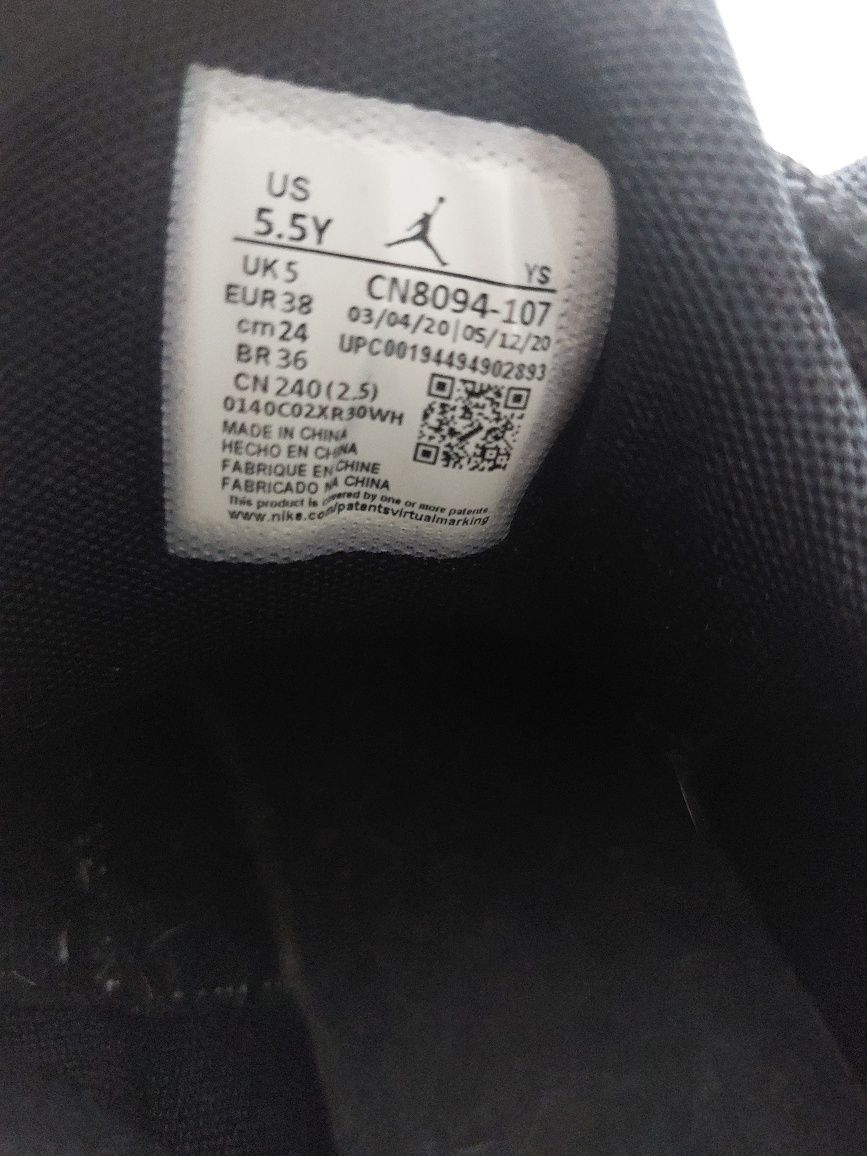 US
5.5Y
YS
UK 5
EUR 38
cm 24
BR 36
CN 240 (2.5)
CN8094-107
03/04/20|05/12/20
UPC00194494902893
0140C02XR30WH
MADE IN CHINA
HECHO EN CHINA
FABRIQUE EN CHINE
FABRICADO NA CHINA
This product is covered by one or more patents.
www.nike.com/patentsvirtualmarking